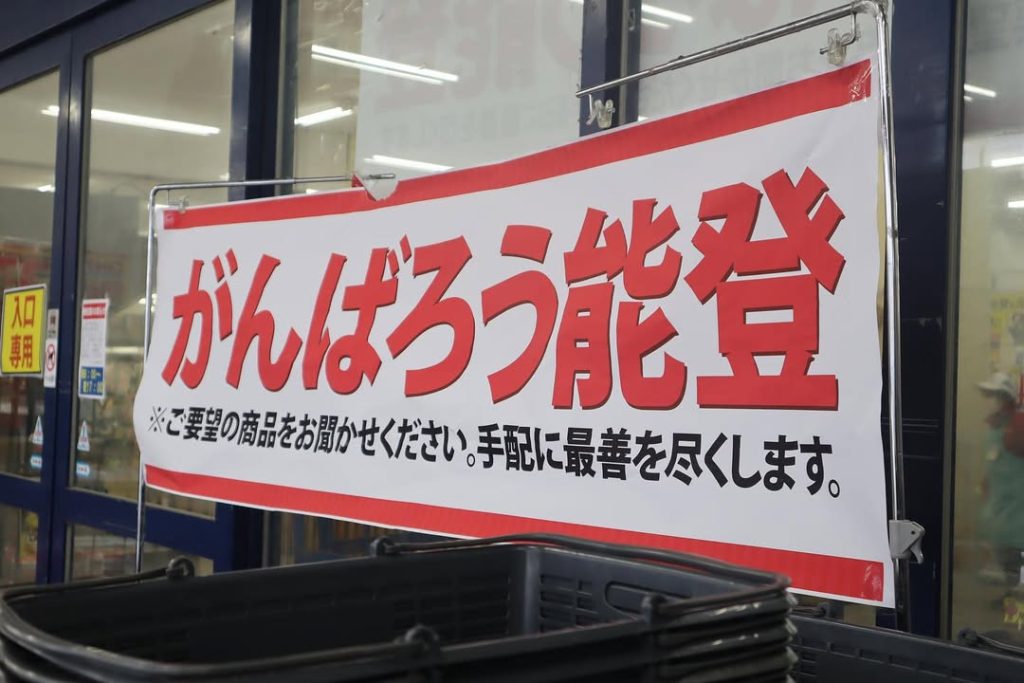 がんばろう能登
※ご要望の商品をお聞かせください。手配に最善を尽くします。
入口
専用